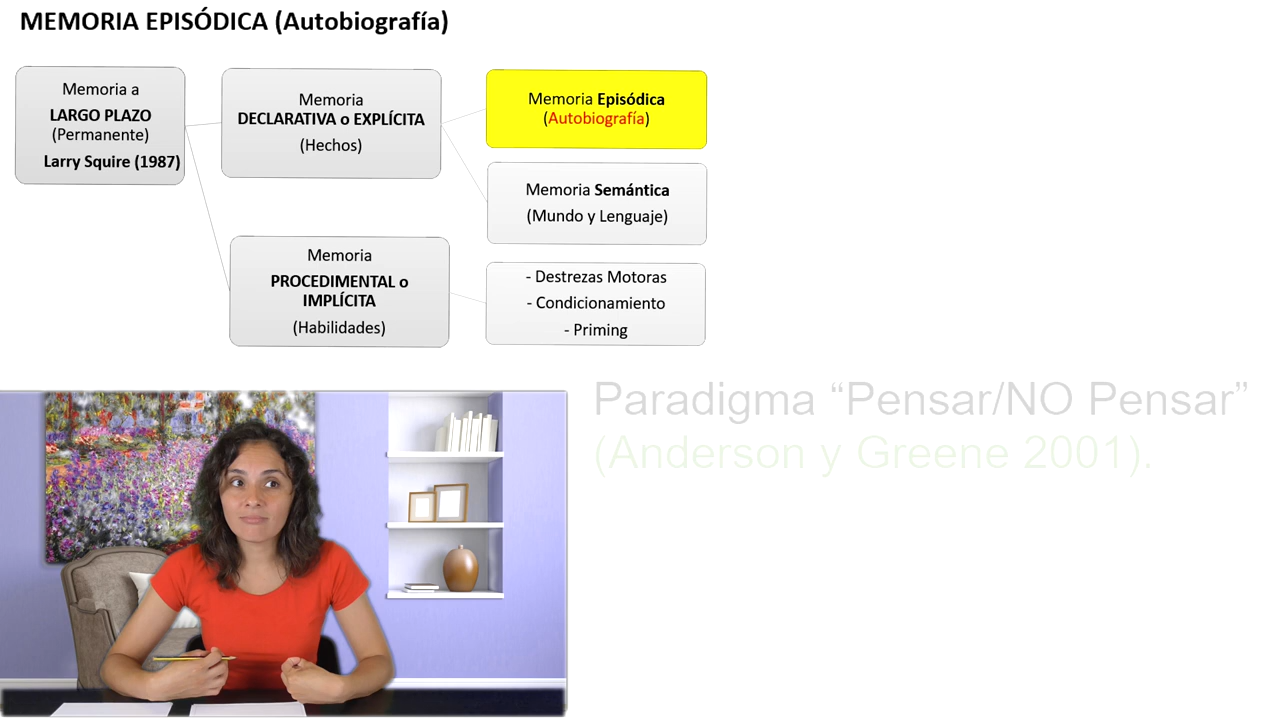 MEMORIA EPISÓDICA (Autobiografía)
Memoria a
LARGO PLAZO
(Permanente)
Larry Squire (1987)
Memoria
DECLARATIVA o EXPLÍCITA
(Hechos)
Memoria Episódica
(Autobiografía)
Memoria Semántica
(Mundo y Lenguaje)
Memoria
PROCEDIMENTAL o
IMPLÍCITA
(Habilidades)
- Destrezas Motoras
- Condicionamiento
- Priming
Paradigma “Pensar/NO Pensar”
(Anderson y Greene 2001).